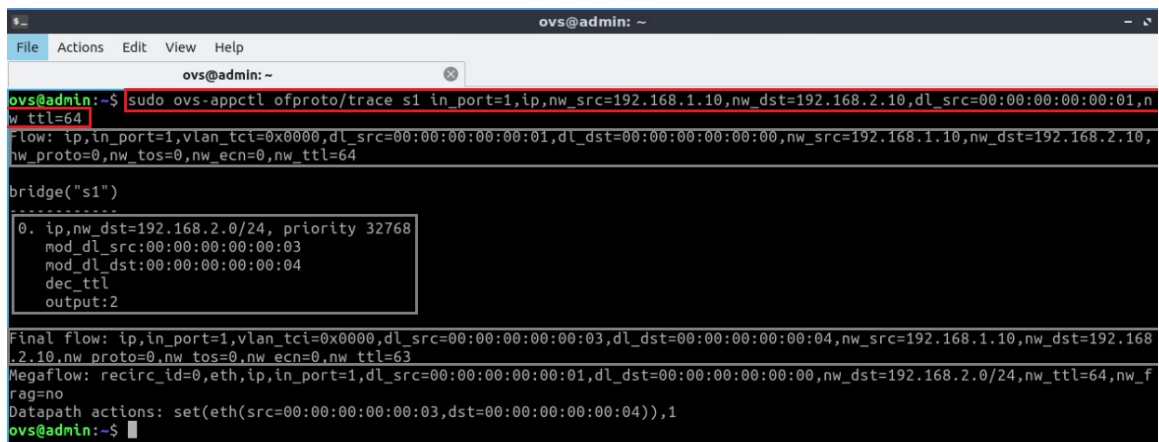 ovs@admin: ~
File Actions Edit View Help
ovs@admin: ~
ovs@admin:~$ sudo ovs-appctl ofproto/trace s1 in_port=1,ip,nw_src=192.168.1.10,nw_dst=192.168.2.10,dl_src=00:00:00:00:00:01,n
w_ttl=64
Flow: ip,in_port=1,vlan_tci=0x0000,dl_src=00:00:00:00:00:01,dl_dst=00:00:00:00:00:00,nw_src=192.168.1.10,nw_dst=192.168.2.10,
nw_proto=0,nw_tos=0,nw_ecn=0,nw_ttl=64
bridge("s1")
------------
0. ip,nw_dst=192.168.2.0/24, priority 32768
mod_dl_src:00:00:00:00:00:03
mod_dl_dst:00:00:00:00:00:04
dec_ttl
output:2
Final flow: ip,in_port=1,vlan_tci=0x0000,dl_src=00:00:00:00:00:03,dl_dst=00:00:00:00:00:04,nw_src=192.168.1.10,nw_dst=192.168
.2.10,nw_proto=0,nw_tos=0,nw_ecn=0,nw_ttl=63
Megaflow: recirc_id=0,eth,ip,in_port=1,dl_src=00:00:00:00:00:01,dl_dst=00:00:00:00:00:00,nw_dst=192.168.2.0/24,nw_ttl=64,nw_f
rag=no
Datapath actions: set(eth(src=00:00:00:00:00:03,dst=00:00:00:00:00:04)),1
ovs@admin:~$